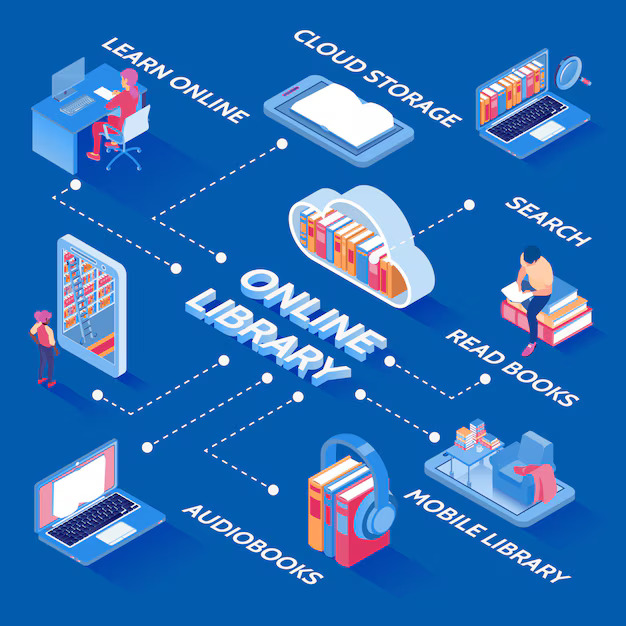 LEARN ONLINE
CLOUD STORAGE
SEARCH
ONLINE
LIBRARY
READ BOOKS
AUDIOBOOKS
MOBILE LIBRARY